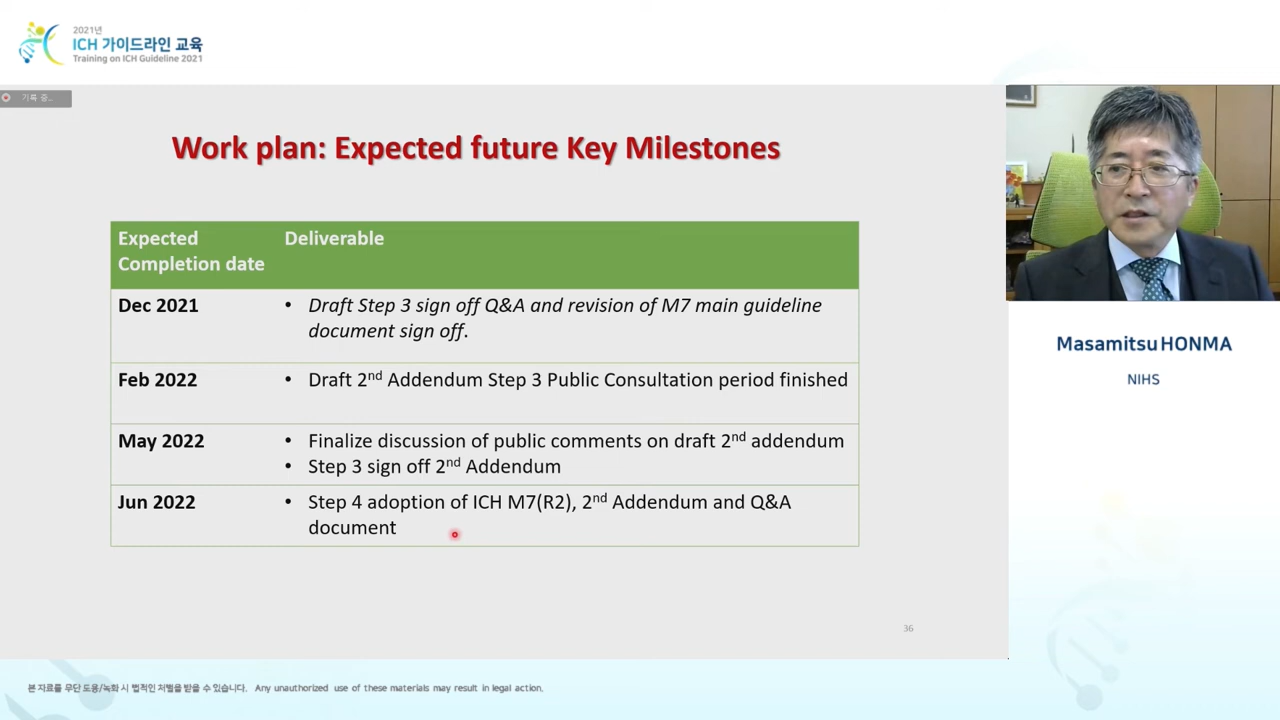 2021년
ICH 가이드라인 교육
Training on ICH Guideline 2021
기록 중...
Work plan: Expected future Key Milestones
Expected Completion date
Deliverable
Dec 2021
• Draft Step 3 sign off Q&A and revision of M7 main guideline
document sign off.
Feb 2022
• Draft 2nd Addendum Step 3 Public Consultation period finished
May 2022
• Finalize discussion of public comments on draft 2nd addendum
• Step 3 sign off 2nd Addendum
Jun 2022
• Step 4 adoption of ICH M7(R2), 2nd Addendum and Q&A
document
36
Masamitsu HONMA
NIHS
본 자료를 무단 도용/녹화 시 법적인 처벌을 받을 수 있습니다. Any unauthorized use of these materials may result in legal action.